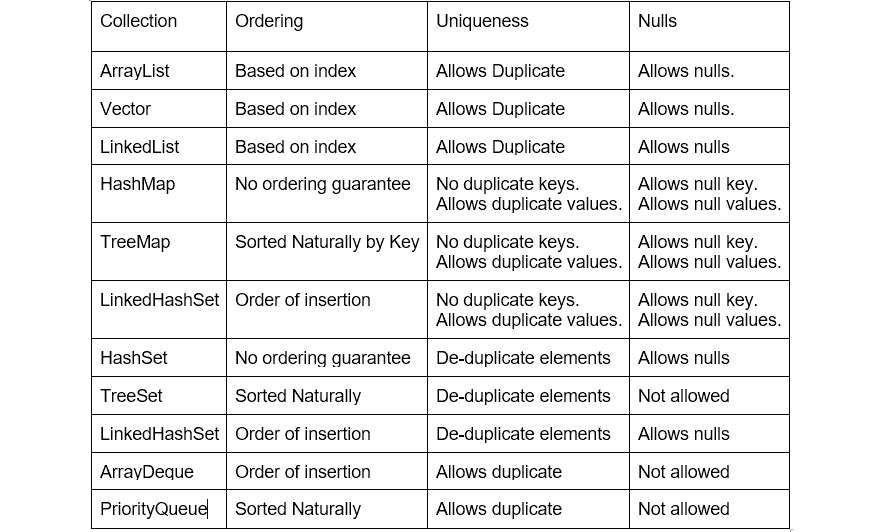 Collection Ordering Uniqueness Nulls
ArrayList Based on index Allows Duplicate Allows nulls.
Vector Based on index Allows Duplicate Allows nulls.
LinkedList Based on index Allows Duplicate Allows nulls
HashMap No ordering guarantee No duplicate keys. Allows null key.
Allows duplicate values. Allows null values.
TreeMap Sorted Naturally by Key No duplicate keys. Allows null key.
Allows duplicate values. Allows null values.
LinkedHashSet Order of insertion No duplicate keys. Allows null key.
Allows duplicate values. Allows null values.
HashSet No ordering guarantee De-duplicate elements Allows nulls
TreeSet Sorted Naturally De-duplicate elements Not allowed
LinkedHashSet Order of insertion De-duplicate elements Allows nulls
ArrayDeque Order of insertion Allows duplicate Not allowed
PriorityQueue Sorted Naturally Allows duplicate Not allowed